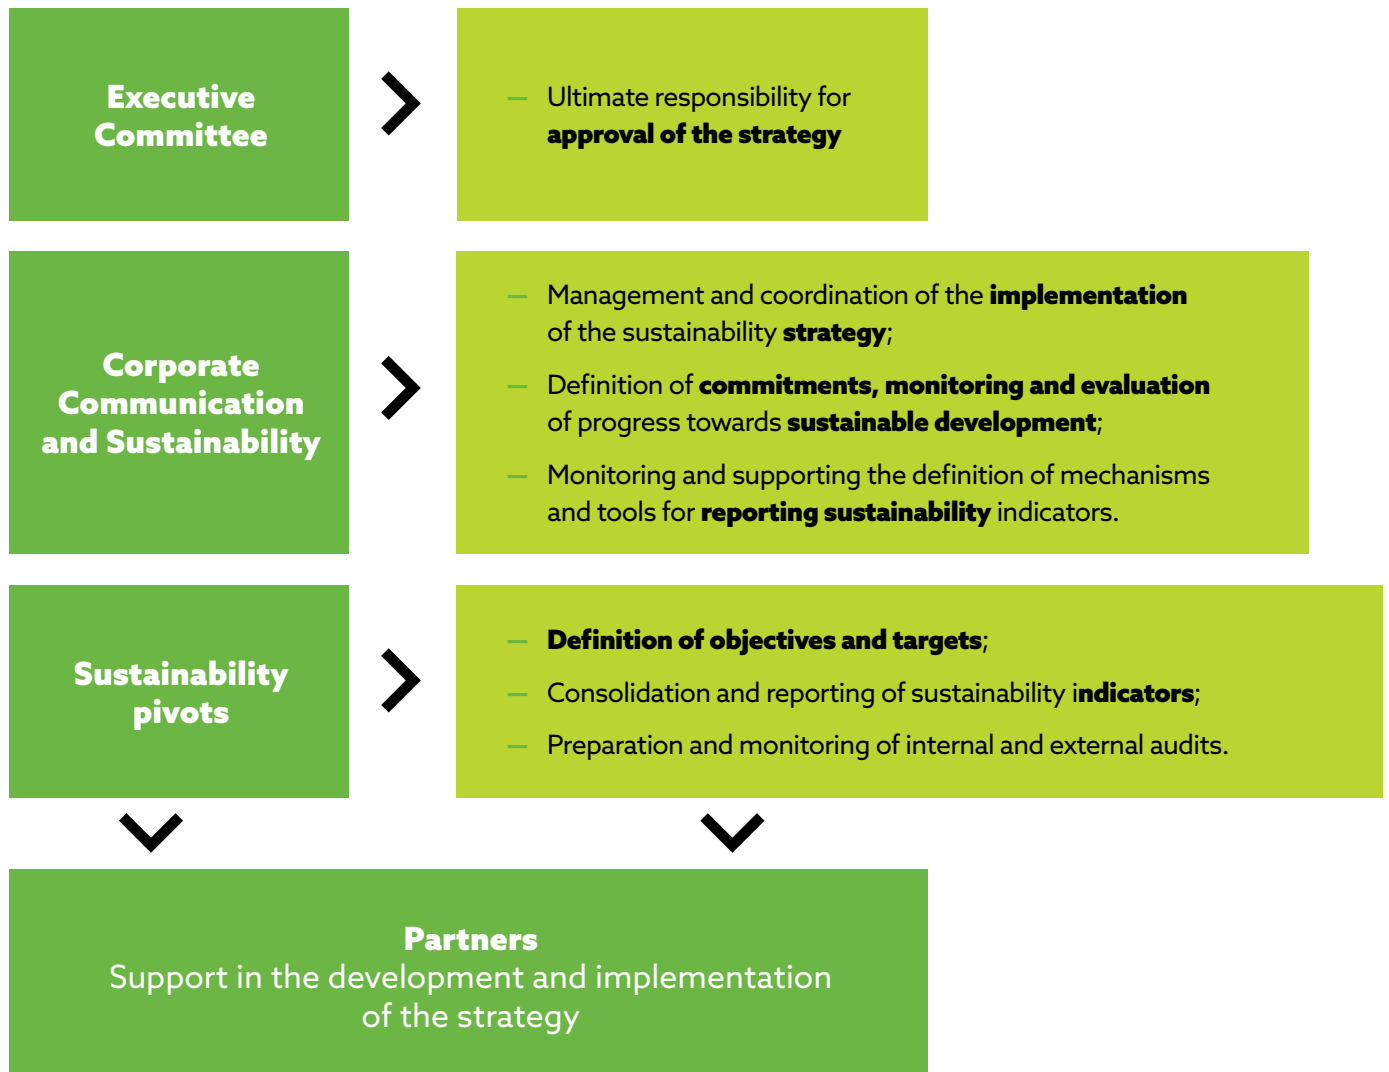 Executive
Committee
— Ultimate responsibility for
approval of the strategy
Corporate
Communication
and Sustainability
— Management and coordination of the implementation
of the sustainability strategy;
— Definition of commitments, monitoring and evaluation
of progress towards sustainable development;
— Monitoring and supporting the definition of mechanisms
and tools for reporting sustainability indicators.
Sustainability
pivots
— Definition of objectives and targets;
— Consolidation and reporting of sustainability indicators;
— Preparation and monitoring of internal and external audits.
Partners
Support in the development and implementation
of the strategy